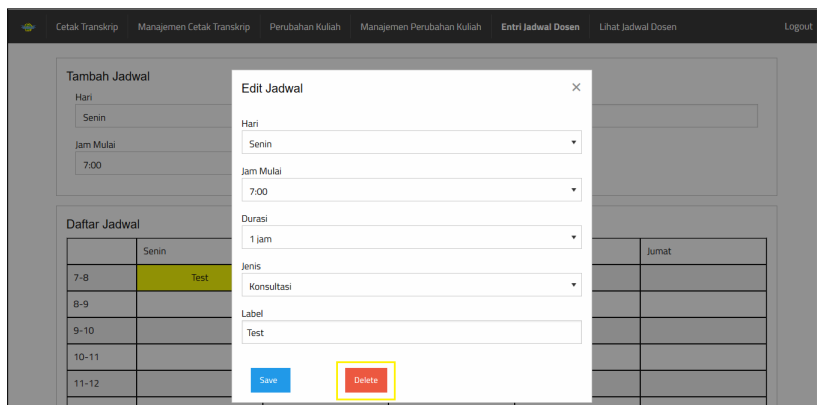 Cetak Transkrip Manajemen Cetak Transkrip Perubahan Kuliah Manajemen Perubahan Kuliah Entri Jadwal Dosen Lihat Jadwal Dosen Logout
Tambah Jadwal
Hari
Senin
Jam Mulai
7:00
Edit Jadwal ×
Hari
Senin
Jam Mulai
7:00
Durasi
1 jam
Jenis
Konsultasi
Label
Test
Save Delete
Daftar Jadwal
Senin Jumat
7-8 Test
8-9
9-10
10-11
11-12